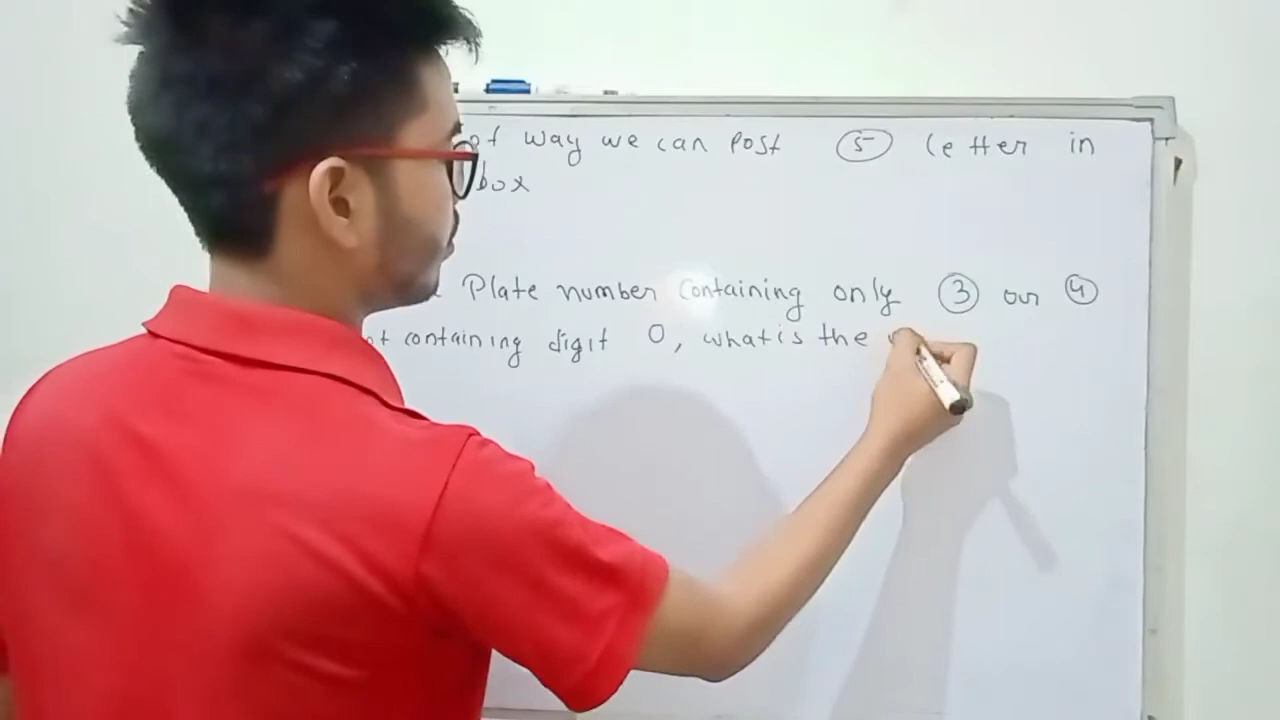 of way we can Post 5 letter in
box
Plate number containing only 3 our 4
containing digit 0, what is the